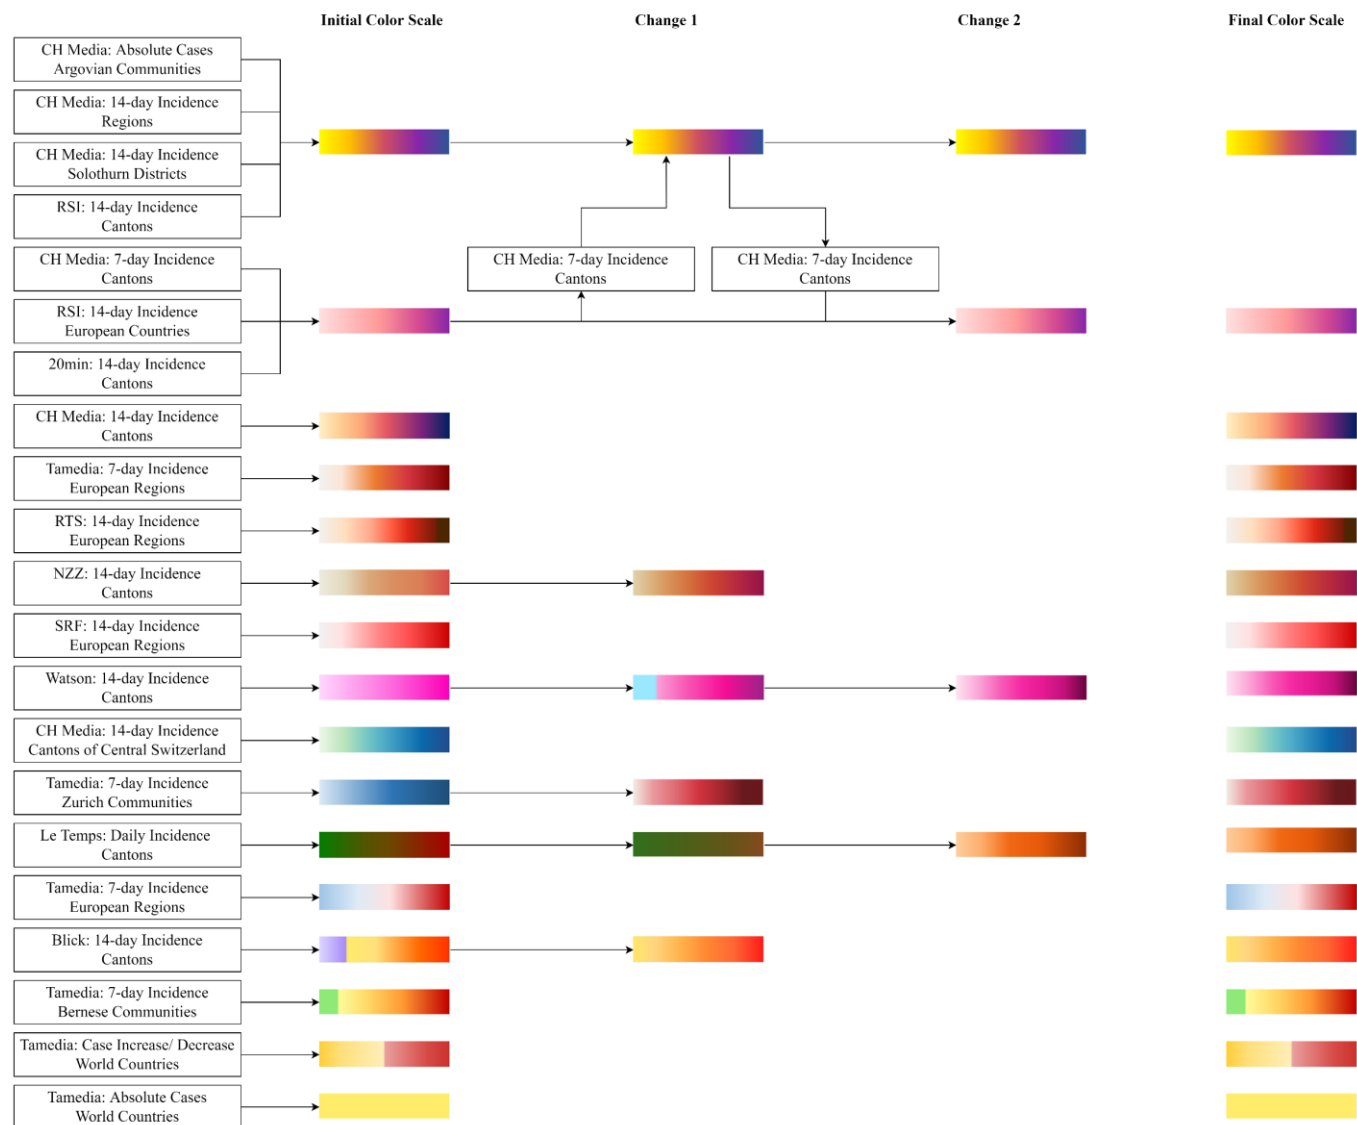 Initial Color Scale
Change 1
Change 2
Final Color Scale
CH Media: Absolute Cases
Argovian Communities
CH Media: 14-day Incidence
Regions
CH Media: 14-day Incidence
Solothurn Districts
RSI: 14-day Incidence
Cantons
CH Media: 7-day Incidence
Cantons
CH Media: 7-day Incidence
Cantons
CH Media: 7-day Incidence
Cantons
RSI: 14-day Incidence
European Countries
20min: 14-day Incidence
Cantons
CH Media: 14-day Incidence
Cantons
Tamedia: 7-day Incidence
European Regions
RTS: 14-day Incidence
European Regions
NZZ: 14-day Incidence
Cantons
SRF: 14-day Incidence
European Regions
Watson: 14-day Incidence
Cantons
CH Media: 14-day Incidence
Cantons of Central Switzerland
Tamedia: 7-day Incidence
Zurich Communities
Le Temps: Daily Incidence
Cantons
Tamedia: 7-day Incidence
European Regions
Blick: 14-day Incidence
Cantons
Tamedia: 7-day Incidence
Bernese Communities
Tamedia: Case Increase/ Decrease
World Countries
Tamedia: Absolute Cases
World Countries